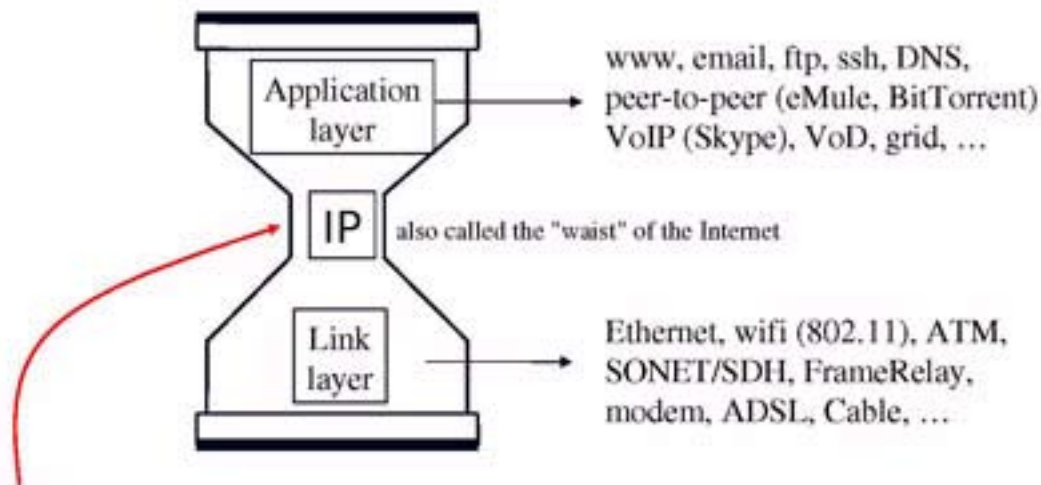 Application
layer
www, email, ftp, ssh, DNS,
peer-to-peer (eMule, BitTorrent)
VoIP (Skype), VoD, grid, …
IP
also called the "waist" of the Internet
Link
layer
Ethernet, wifi (802.11), ATM,
SONET/SDH, FrameRelay,
modem, ADSL, Cable, …